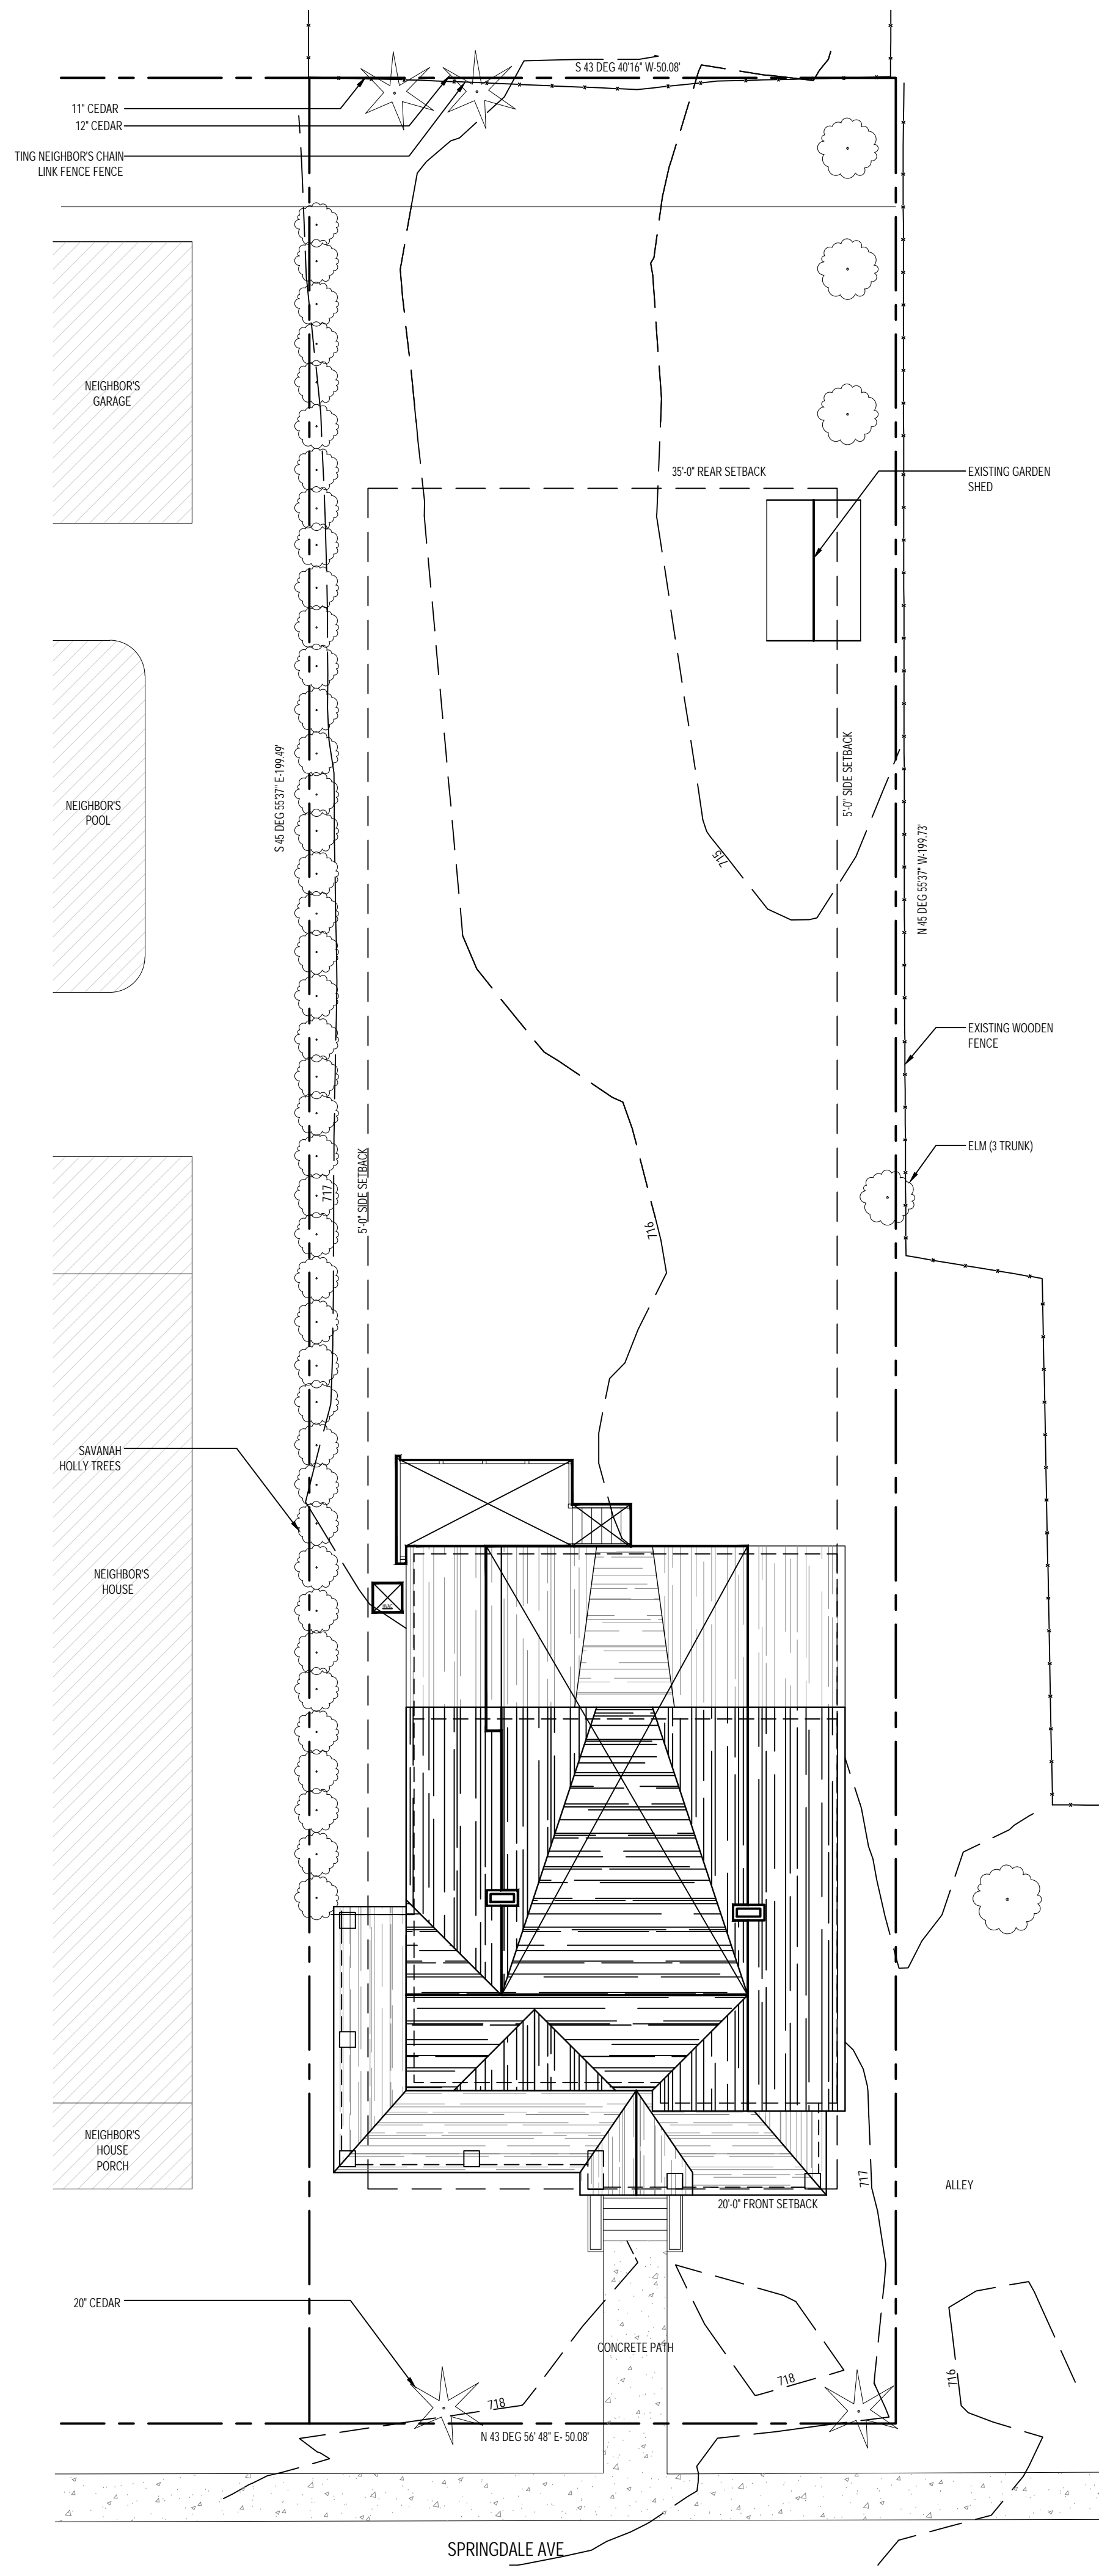 S 43 DEG 40'16" W-50.08'
11" CEDAR
12" CEDAR
TING NEIGHBOR'S CHAIN
LINK FENCE FENCE
NEIGHBOR'S
GARAGE
35'-0" REAR SETBACK
EXISTING GARDEN
SHED
S 45 DEG 55'37" E-199.49'
5'-0" SIDE SETBACK
NEIGHBOR'S
POOL
715
N 45 DEG 55'37" W-199.73'
EXISTING WOODEN
FENCE
ELM (3 TRUNK)
717
5'-0" SIDE SETBACK
716
SAVANAH
HOLLY TREES
NEIGHBOR'S
HOUSE
NEIGHBOR'S
HOUSE
PORCH
717
ALLEY
20'-0" FRONT SETBACK
20" CEDAR
CONCRETE PATH
718
718
716
N 43 DEG 56' 48" E- 50.08'
SPRINGDALE AVE